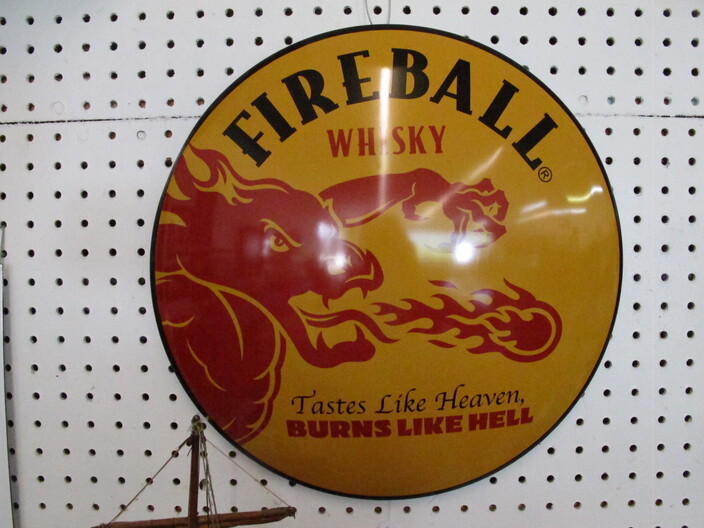 FIREBALL®
WHISKY
Tastes Like Heaven,
BURNS LIKE HELL